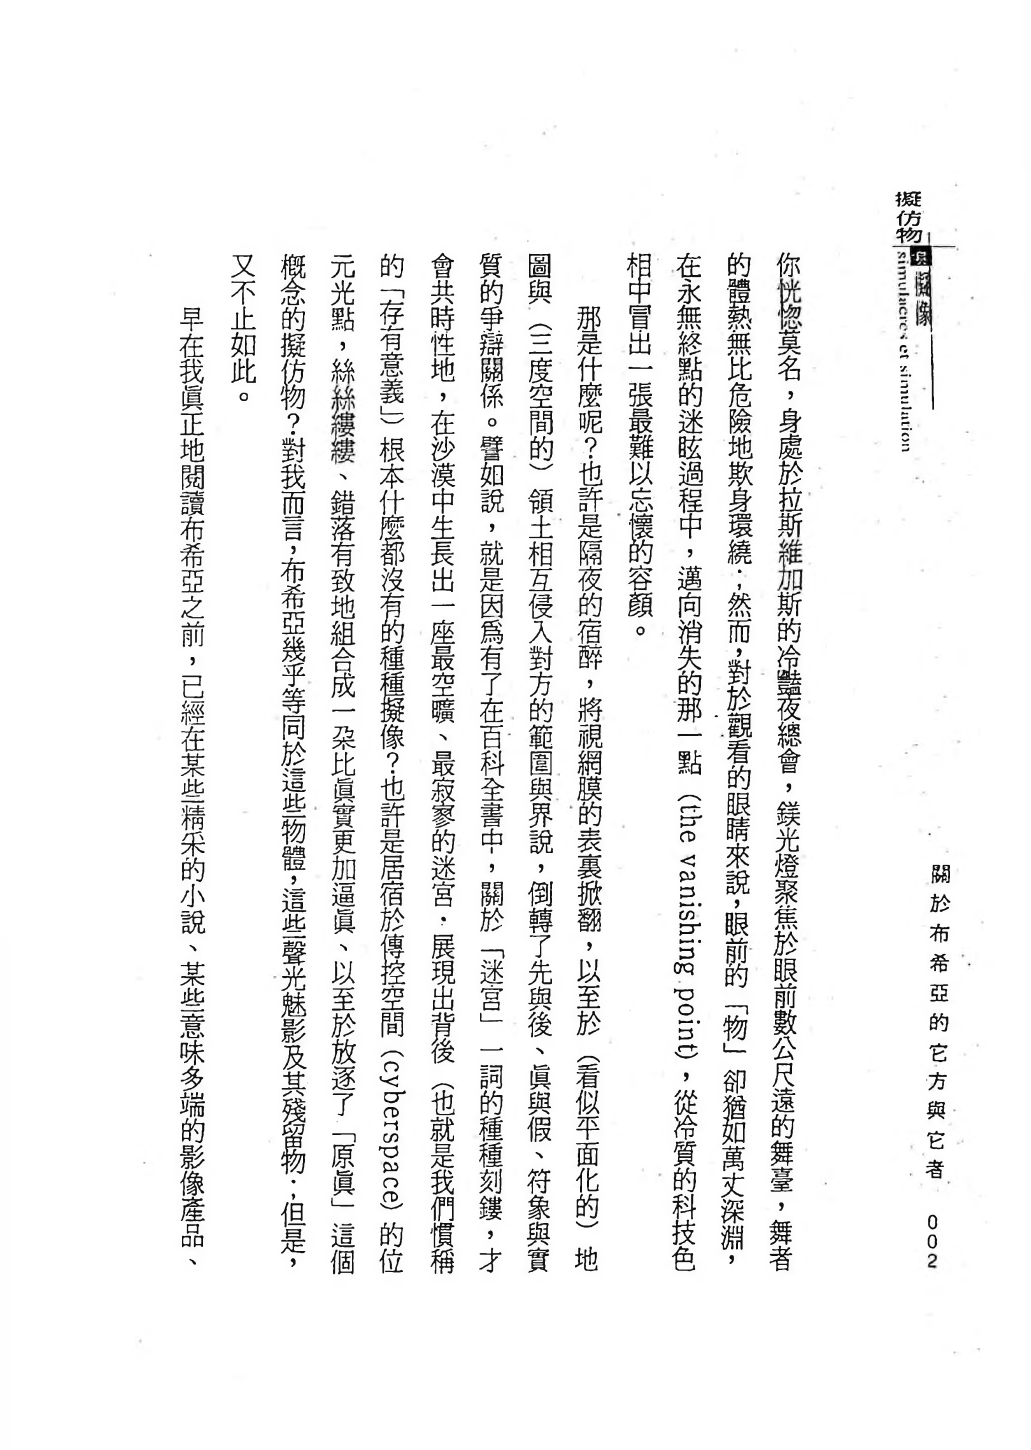 擬仿物
與
擬像
simulacres et simulation
關於布希亞的它方與它者 002
你恍惚莫名，身處於拉斯維加斯的冷豔夜總會，鎂光燈聚焦於眼前數公尺遠的舞臺，舞者
的體熱無比危險地欺身環繞；然而，對於觀看的眼睛來說，眼前的「物」卻猶如萬丈深淵，
在永無終點的迷眩過程中，邁向消失的那一點（the vanishing point），從冷質的科技色
相中冒出一張最難以忘懷的容顏。
那是什麼呢？也許是隔夜的宿醉，將視網膜的表裏掀翻，以至於（看似平面化的）地
圖與（三度空間的）領土相互侵入對方的範圍與界說，倒轉了先與後、眞與假、符象與實
質的爭辯關係。譬如說，就是因爲有了在百科全書中，關於「迷宮」一詞的種種刻鏤，才
會共時性地，在沙漠中生長出一座最空曠、最寂寥的迷宮．展現出背後（也就是我們慣稱
的「存有意義」）根本什麼都沒有的種種擬像？也許是居宿於傳控空間（cyberspace）的位
元光點，絲絲縷縷、錯落有致地組合成一朶比眞實更加逼眞、以至於放逐了「原眞」這個
槪念的擬仿物？對我而言，布希亞幾乎等同於這些物體，這些聲光魅影及其殘留物；但是，
又不止如此。
早在我眞正地閱讀布希亞之前，已經在某些精采的小說、某些意味多端的影像產品、